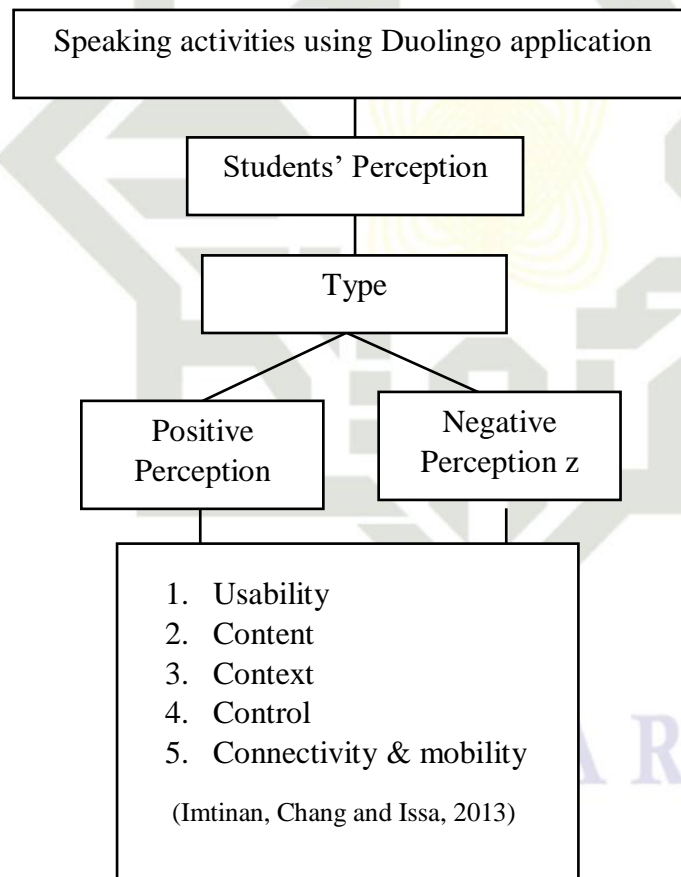 Speaking activities using Duolingo application
Students’ Perception
Type
Positive
Perception
Negative
Perception z
1. Usability
2. Content
3. Context
4. Control
5. Connectivity & mobility
(Imtinan, Chang and Issa, 2013)
A R